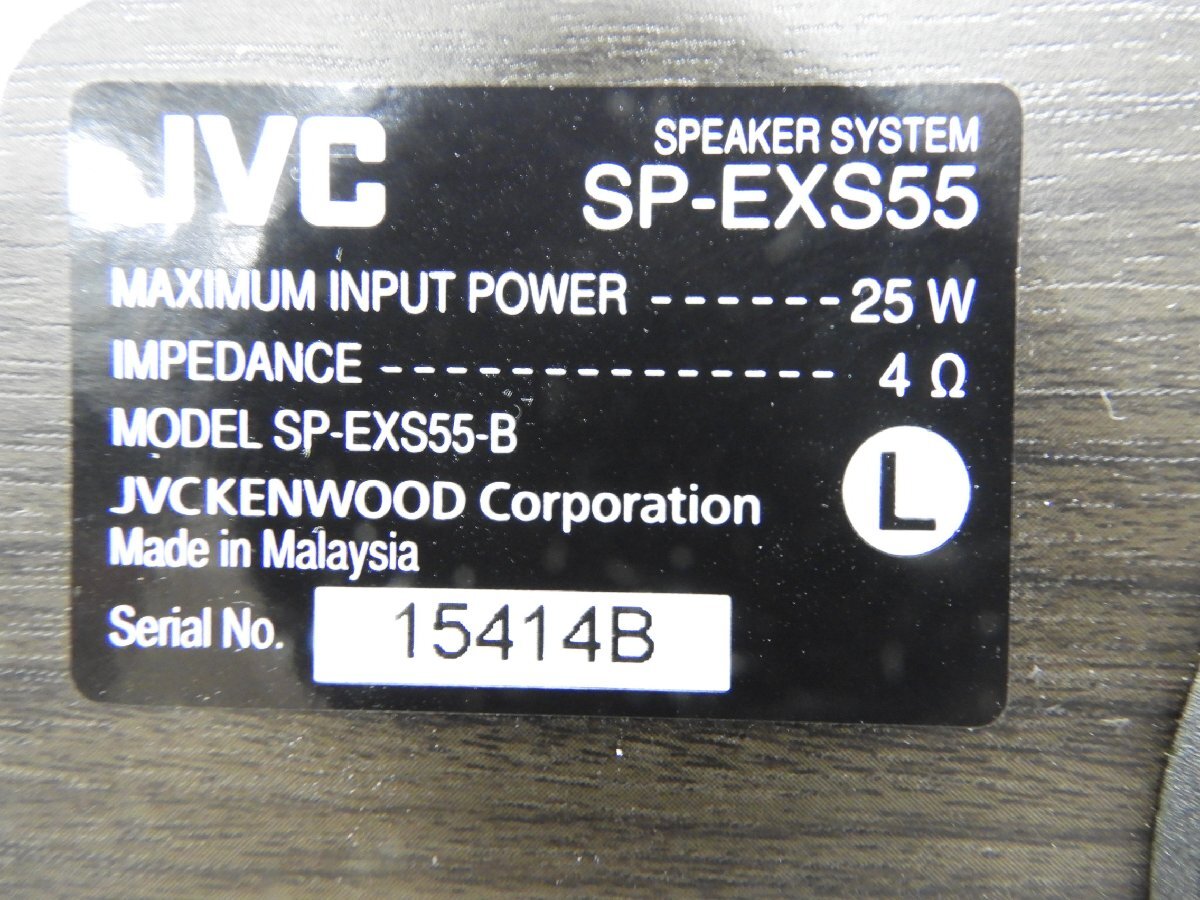 JVC
SPEAKER SYSTEM
SP-EXS55
MAXIMUM INPUT POWER ------ 25 W
IMPEDANCE -------------- 4 Ω
MODEL SP-EXS55-B
JVCKENWOOD Corporation
L
Made in Malaysia
Serial No. 15414B